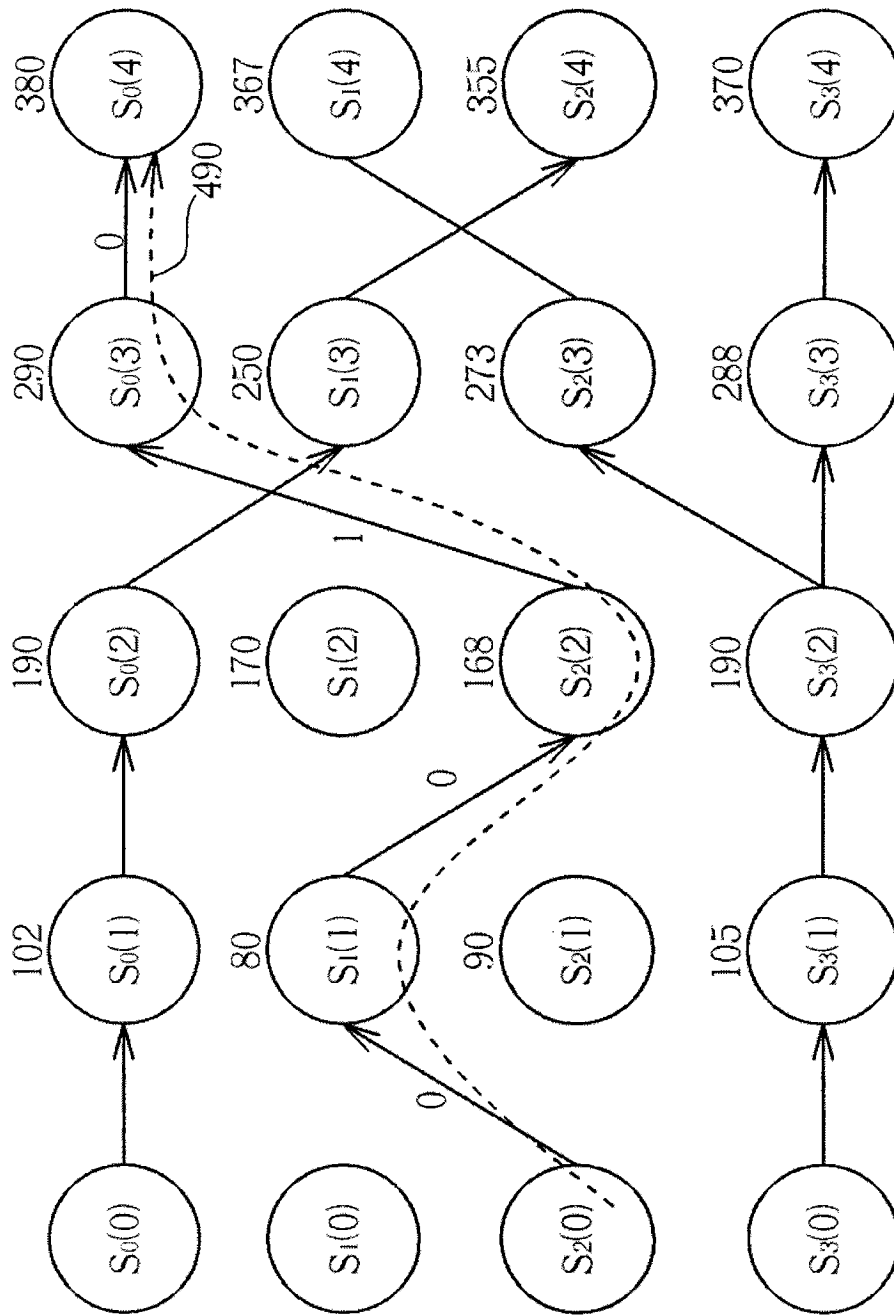 380
S0(4)
367
S1(4)
355
S2(4)
370
S3(4)
0
490
290
S0(3)
250
S1(3)
273
S2(3)
288
S3(3)
1
190
S0(2)
170
S1(2)
168
S2(2)
190
S3(2)
0
102
S0(1)
80
S1(1)
90
S2(1)
105
S3(1)
0
S0(0)
S1(0)
S2(0)
S3(0)